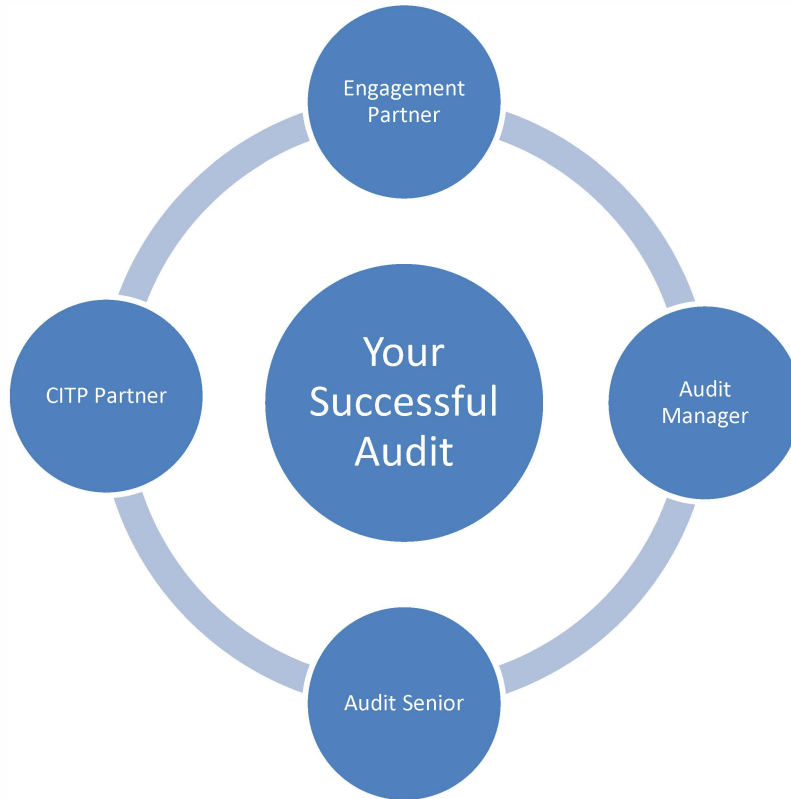 Engagement
Partner
CITP Partner
Your
Successful
Audit
Audit
Manager
Audit Senior